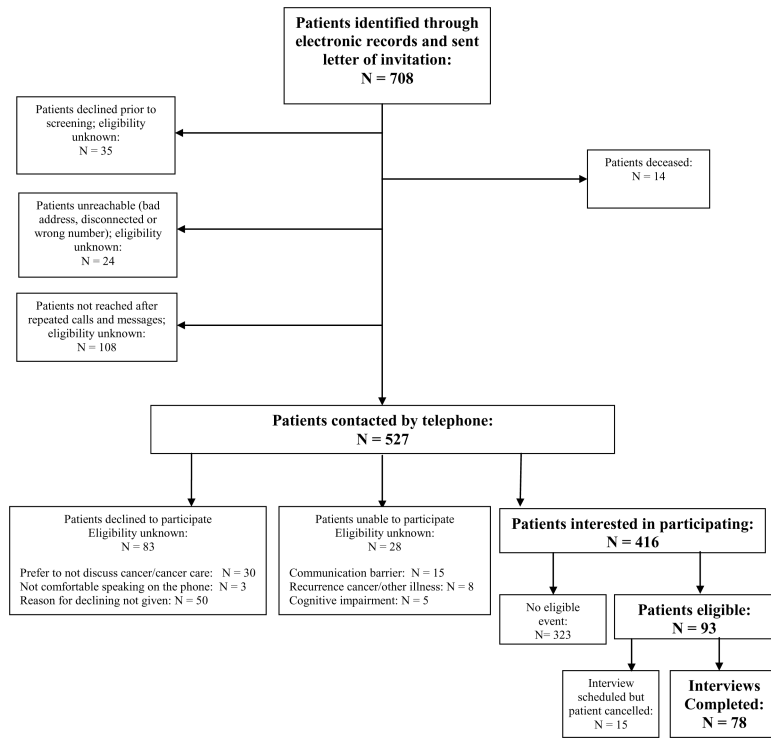 Patients identified through
electronic records and sent
letter of invitation:
N = 708
Patients declined prior to
screening; eligibility
unknown:
N = 35
Patients deceased:
N = 14
Patients unreachable (bad
address, disconnected or
wrong number); eligibility
unknown:
N = 24
Patients not reached after
repeated calls and messages;
eligibility unknown:
N = 108
Patients contacted by telephone:
N = 527
Patients declined to participate
Eligibility unknown:
N = 83
Prefer to not discuss cancer/cancer care: N = 30
Not comfortable speaking on the phone: N = 3
Reason for declining not given: N = 50
Patients unable to participate
Eligibility unknown:
N = 28
Communication barrier: N = 15
Recurrence cancer/other illness: N = 8
Cognitive impairment: N = 5
Patients interested in participating:
N = 416
No eligible
event:
N= 323
Patients eligible:
N = 93
Interview
scheduled but
patient cancelled:
N = 15
Interviews
Completed:
N = 78